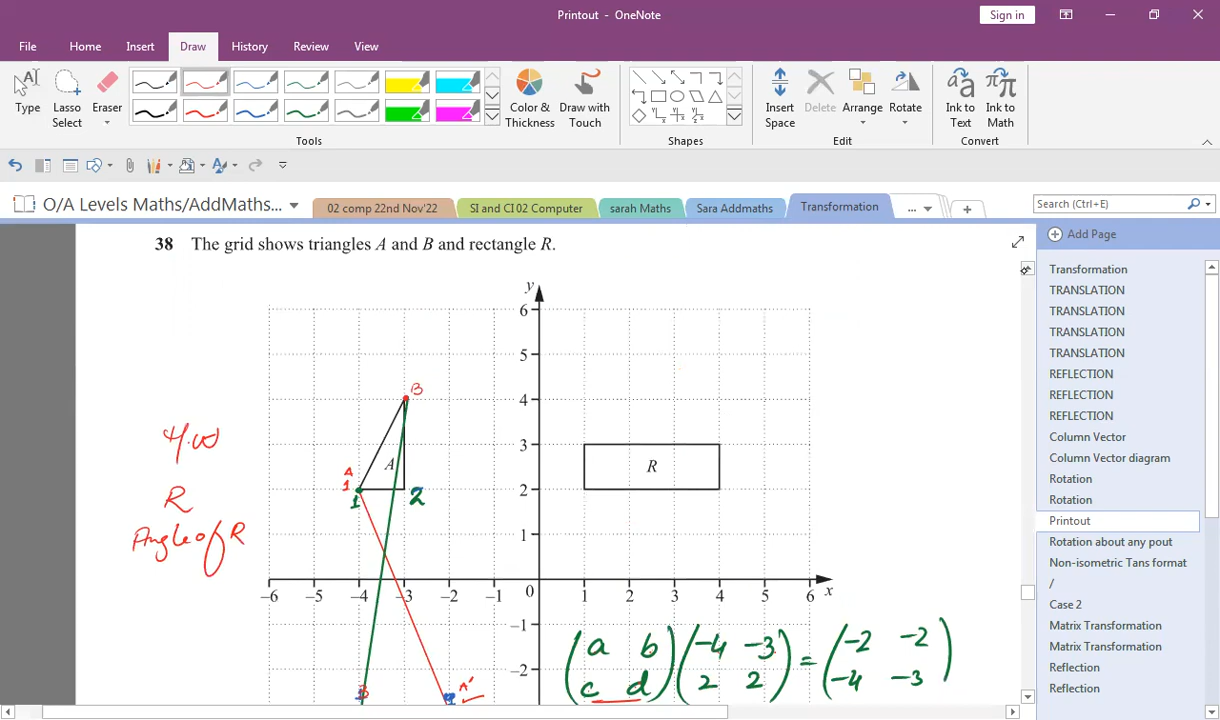 Printout - OneNote
Sign in
File Home Insert Draw History Review View
Type
Lasso Select
Eraser
Color & Thickness
Draw with Touch
Insert Space
Delete
Arrange
Rotate
Ink to Text
Ink to Math
Tools Shapes Edit Convert
O/A Levels Maths/AddMaths...
02 comp 22nd Nov'22
SI and CI 02 Computer
sarah Maths
Sara Addmaths
Transformation
...
Search (Ctrl+E)
Add Page
Transformation
TRANSLATION
TRANSLATION
TRANSLATION
TRANSLATION
REFLECTION
REFLECTION
REFLECTION
Column Vector
Column Vector diagram
Rotation
Rotation
Printout
Rotation about any pout
Non-isometric Tans format
/
Case 2
Matrix Transformation
Matrix Transformation
Reflection
Reflection
38 The grid shows triangles A and B and rectangle R.
y
6
5
4
3
2
1
0
-1
-2
-6 -5 -4 -3 -2 -1 1 2 3 4 5 6 x
B
A
A
1
1
2
R
R
Angle of R
B
A'
(a b) (-4 -3) = (-2 -2)
(c d) (2 2) (-4 -3)